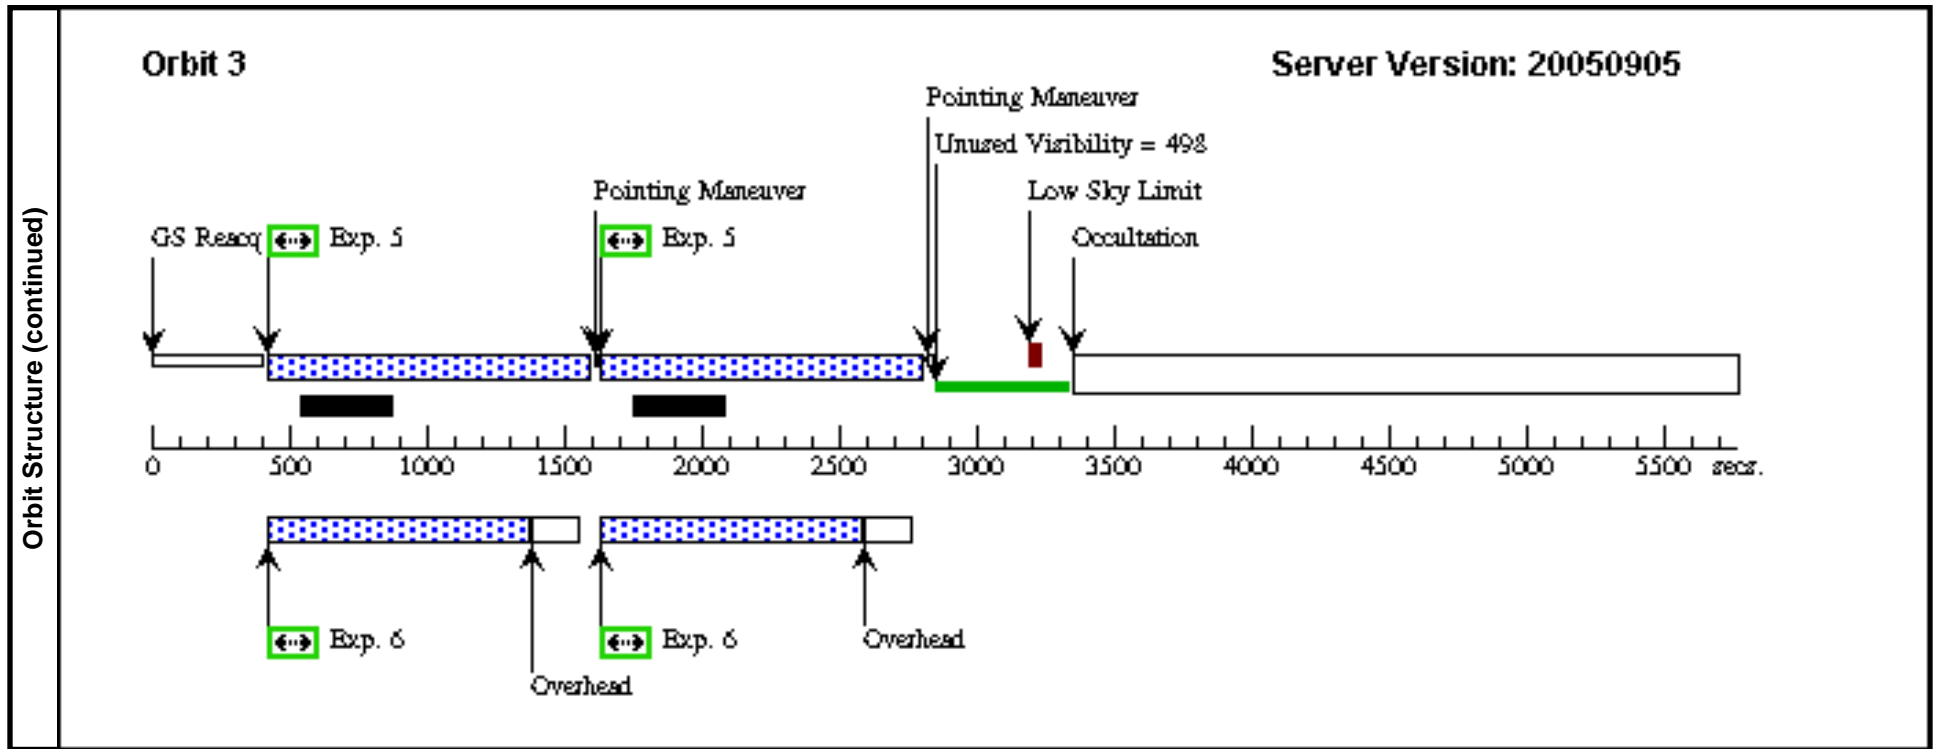 Orbit Structure (continued)
Orbit 3
Server Version: 20050905
Pointing Maneuver
Unused Visibility = 498
Pointing Maneuver
Low Sky Limit
GS Reacq
Exp. 5
Exp. 5
Occultation
0 500 1000 1500 2000 2500 3000 3500 4000 4500 5000 5500 secs.
Exp. 6
Exp. 6
Overhead
Overhead